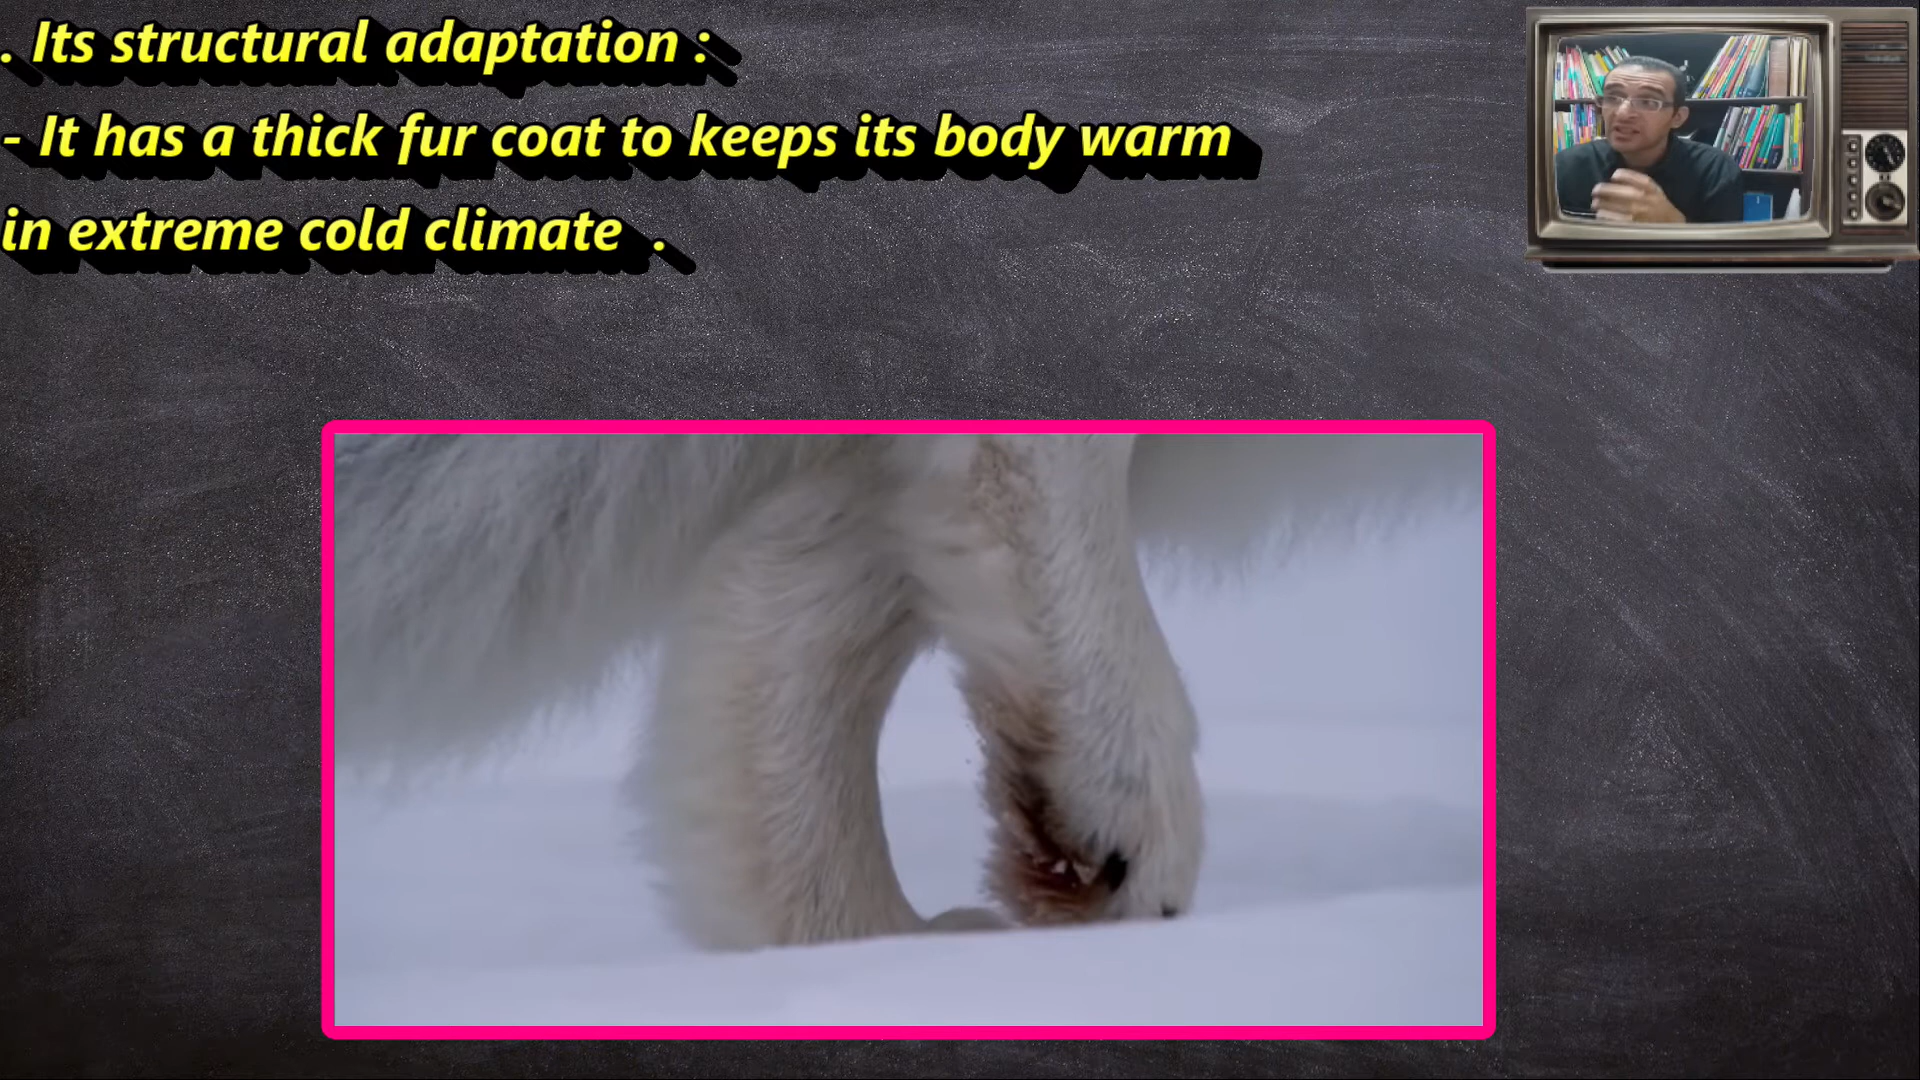 . Its structural adaptation :
- It has a thick fur coat to keeps its body warm
in extreme cold climate .